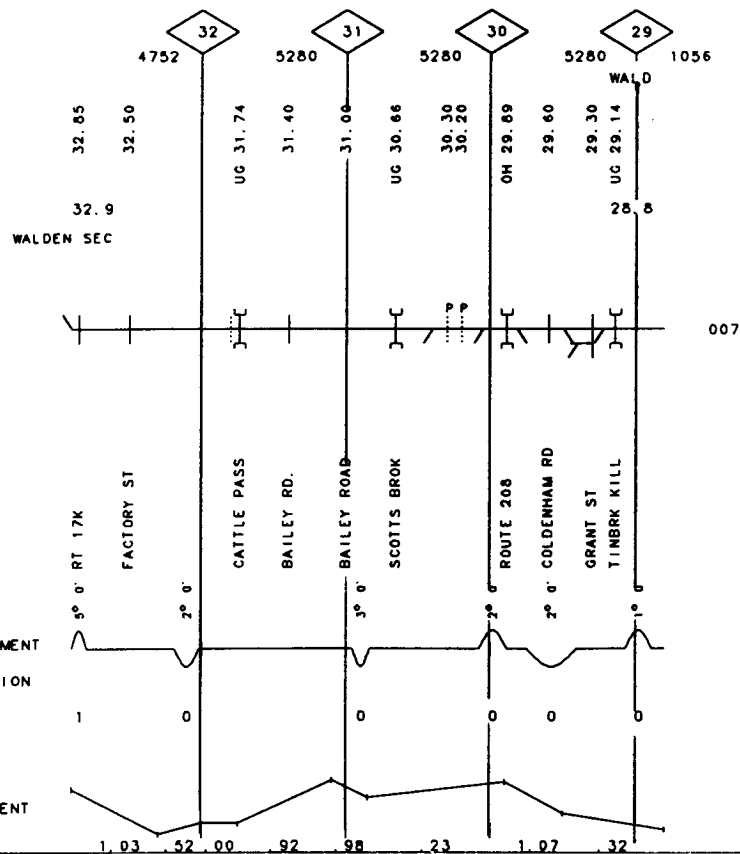 32 31 30 29
4752 5280 5280 5280 1056
WALD
32.85 32.50 UG 31.74 31.40 31.00 UG 30.66 30.30 30.20 OH 29.89 29.60 29.30 UG 29.14
32.9 28.8
WALDEN SEC
P P
007
RT 17K FACTORY ST CATTLE PASS BAILEY RD. BAILEY ROAD SCOTTS BROK ROUTE 208 COLDENHAM RD GRANT ST TINBRK KILL
5° 0' 2° 0' 3° 0' 2° 0' 2° 0' 1° 0
MENT
ION
1 0 0 0 0 0
ENT
1.03 .52 .00 .92 .98 .23 1.07 .32